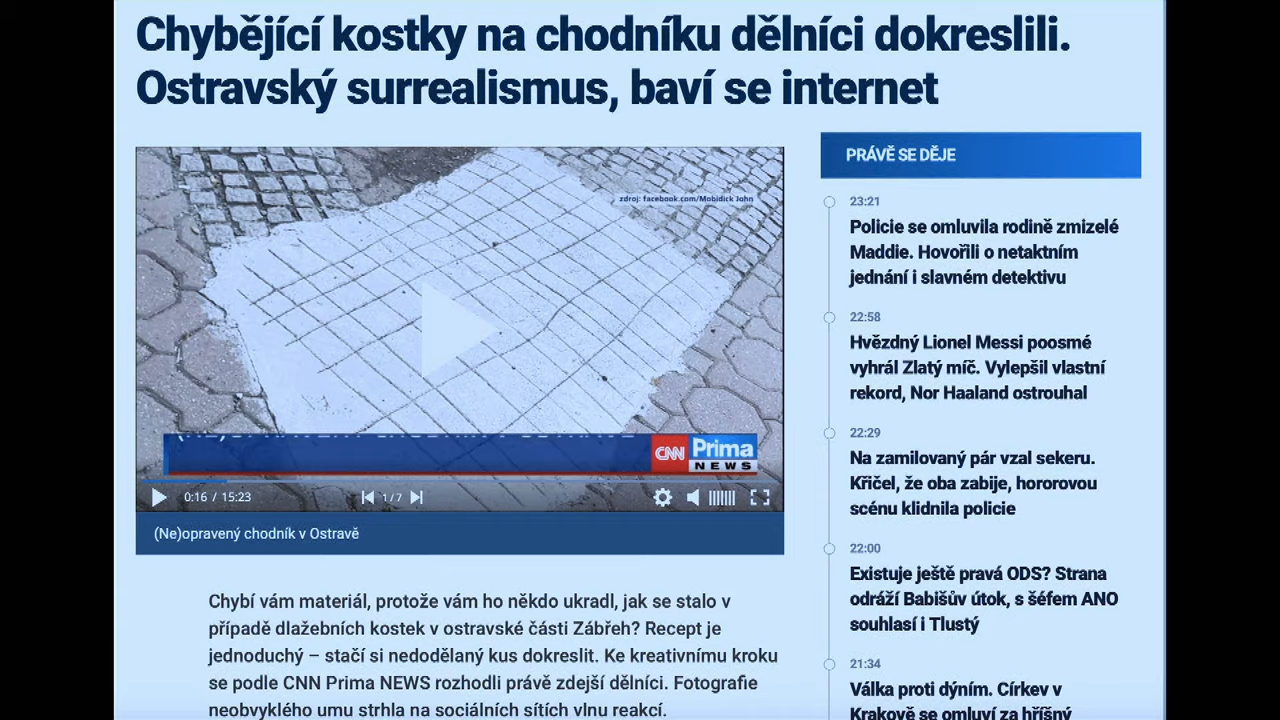 Chybějící kostky na chodníku dělníci dokreslili.
Ostravský surrealismus, baví se internet
zdroj: facebook.com/Mobidick John
CNN Prima
NEWS
0:16 / 15:23
1/7
(Ne)opravený chodník v Ostravě
Chybí vám materiál, protože vám ho někdo ukradl, jak se stalo v
případě dlažebních kostek v ostravské části Zábřeh? Recept je
jednoduchý – stačí si nedodělaný kus dokreslit. Ke kreativnímu kroku
se podle CNN Prima NEWS rozhodli právě zdejší dělníci. Fotografie
neobvyklého umu strhla na sociálních sítích vlnu reakcí.
PRÁVĚ SE DĚJE
23:21
Policie se omluvila rodině zmizelé
Maddie. Hovořili o netaktním
jednání i slavném detektivu
22:58
Hvězdný Lionel Messi poosmé
vyhrál Zlatý míč. Vylepšil vlastní
rekord, Nor Haaland ostrouhal
22:29
Na zamilovaný pár vzal sekeru.
Křičel, že oba zabije, hororovou
scénu klidnila policie
22:00
Existuje ještě pravá ODS? Strana
odráží Babišův útok, s šéfem ANO
souhlasí i Tlustý
21:34
Válka proti dýním. Církev v
Krakově se omluví za hříšný